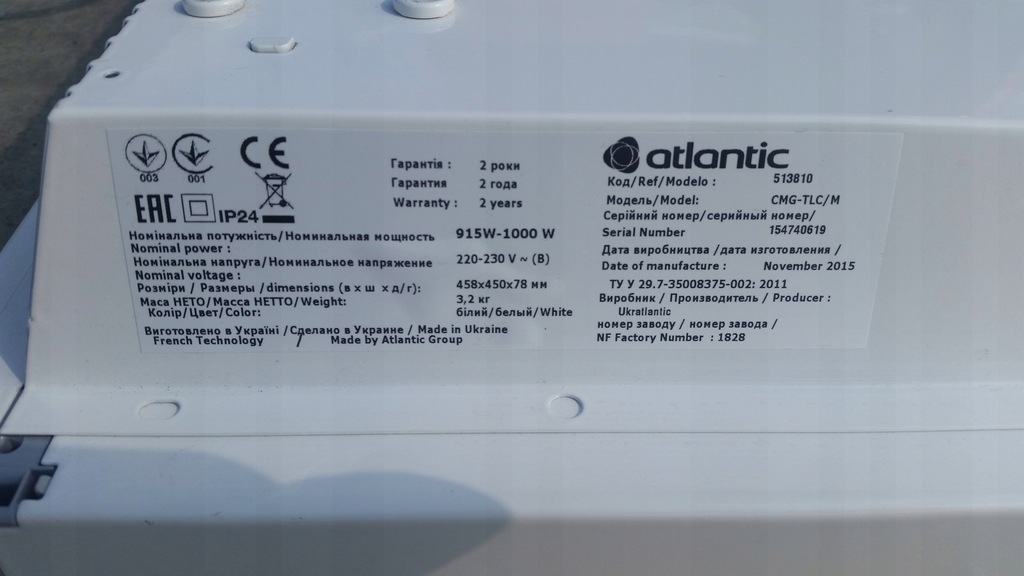 003
001
CE
EAC
IP24
Гарантія : 2 роки
Гарантия 2 года
Warranty : 2 years
Номінальна потужність/Номинальная мощность 915W-1000 W
Nominal power :
Номінальна напруга/Номинальное напряжение 220-230 V ~ (В)
Nominal voltage :
Розміри / Размеры /dimensions (в х ш х д/г): 458x450x78 мм
Маса НЕТО/Масса НЕТТО/Weight: 3,2 кг
Колір/Цвет/Color: білий/белый/White
Виготовлено в Україні /Сделано в Украине / Made in Ukraine
French Technology / Made by Atlantic Group
atlantic
Код/Ref/Modelo : 513810
Модель/Model: CMG-TLC/M
Серійний номер/серийный номер/
Serial Number 154740619
Дата виробництва /дата изготовления /
Date of manufacture : November 2015
ТУ У 29.7-35008375-002: 2011
Виробник / Производитель / Producer :
Ukratlantic
номер заводу / номер завода /
NF Factory Number : 1828